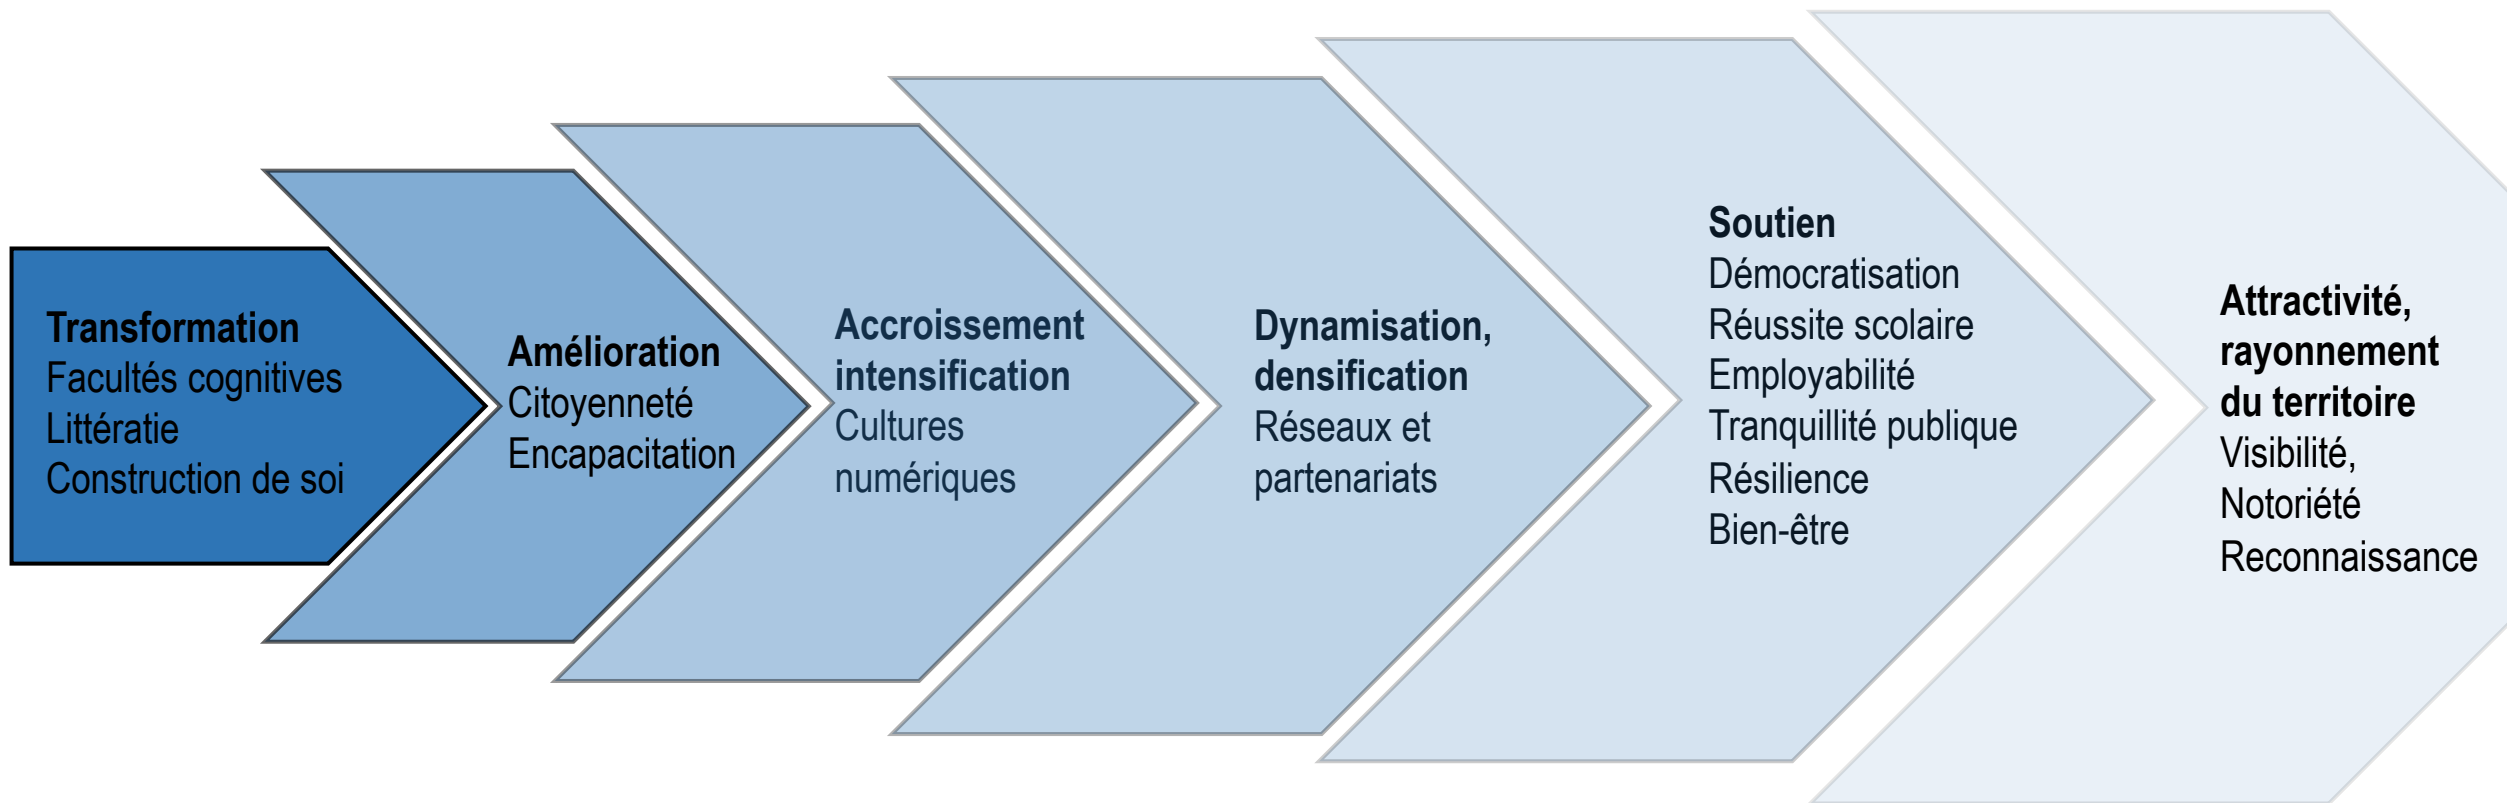 Transformation
Facultés cognitives
Littératie
Construction de soi
Amélioration
Citoyenneté
Encapacitation
Accroissement
intensification
Cultures
numériques
Dynamisation,
densification
Réseaux et
partenariats
Soutien
Démocratisation
Réussite scolaire
Employabilité
Tranquillité publique
Résilience
Bien-être
Attractivité,
rayonnement
du territoire
Visibilité,
Notoriété
Reconnaissance